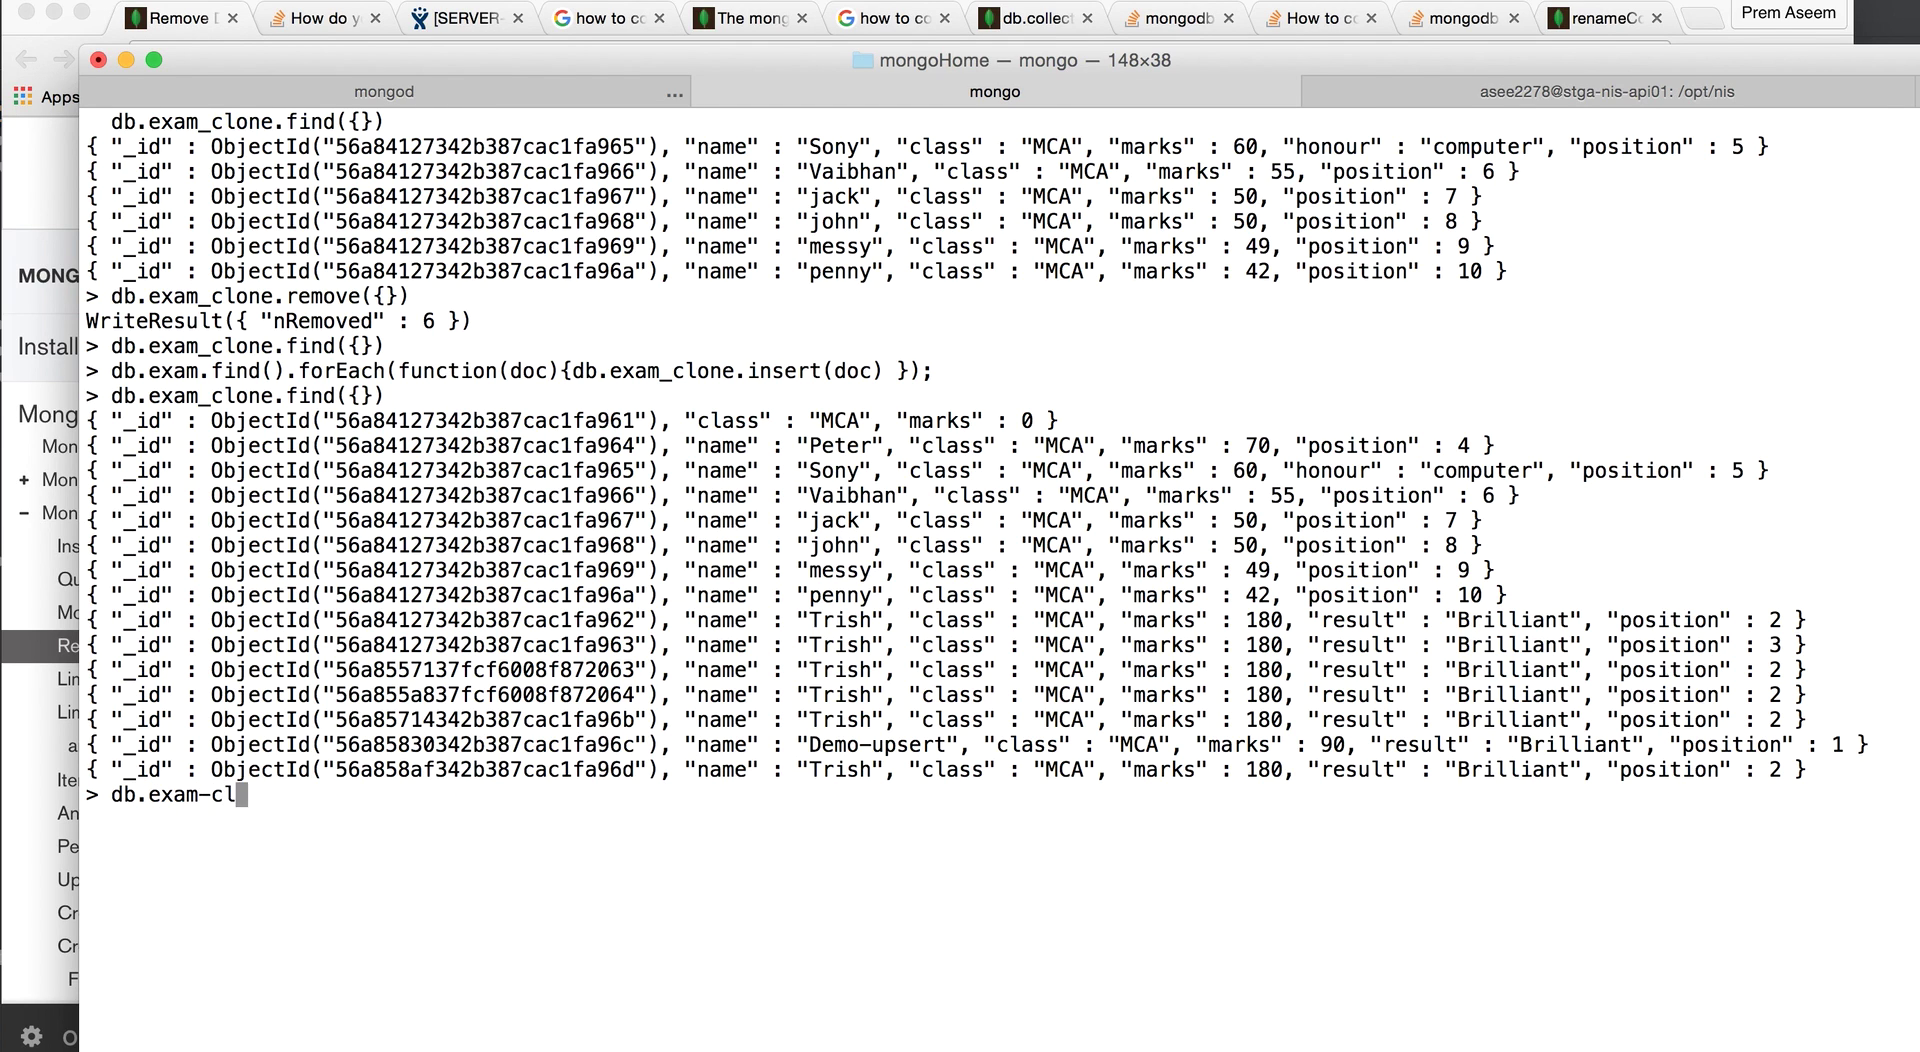 Remove D
How do y
[SERVER-
how to co
The mong
how to co
db.collec
mongodb
How to co
mongodb
renameCo
Prem Aseem
mongoHome — mongo — 148×38
Apps
mongod
...
mongo
asee2278@stga-nis-api01: /opt/nis
db.exam_clone.find({})
{ "_id" : ObjectId("56a84127342b387cac1fa965"), "name" : "Sony", "class" : "MCA", "marks" : 60, "honour" : "computer", "position" : 5 }
{ "_id" : ObjectId("56a84127342b387cac1fa966"), "name" : "Vaibhan", "class" : "MCA", "marks" : 55, "position" : 6 }
{ "_id" : ObjectId("56a84127342b387cac1fa967"), "name" : "jack", "class" : "MCA", "marks" : 50, "position" : 7 }
{ "_id" : ObjectId("56a84127342b387cac1fa968"), "name" : "john", "class" : "MCA", "marks" : 50, "position" : 8 }
{ "_id" : ObjectId("56a84127342b387cac1fa969"), "name" : "messy", "class" : "MCA", "marks" : 49, "position" : 9 }
{ "_id" : ObjectId("56a84127342b387cac1fa96a"), "name" : "penny", "class" : "MCA", "marks" : 42, "position" : 10 }
> db.exam_clone.remove({})
WriteResult({ "nRemoved" : 6 })
> db.exam_clone.find({})
> db.exam.find().forEach(function(doc){db.exam_clone.insert(doc) });
> db.exam_clone.find({})
{ "_id" : ObjectId("56a84127342b387cac1fa961"), "class" : "MCA", "marks" : 0 }
{ "_id" : ObjectId("56a84127342b387cac1fa964"), "name" : "Peter", "class" : "MCA", "marks" : 70, "position" : 4 }
{ "_id" : ObjectId("56a84127342b387cac1fa965"), "name" : "Sony", "class" : "MCA", "marks" : 60, "honour" : "computer", "position" : 5 }
{ "_id" : ObjectId("56a84127342b387cac1fa966"), "name" : "Vaibhan", "class" : "MCA", "marks" : 55, "position" : 6 }
{ "_id" : ObjectId("56a84127342b387cac1fa967"), "name" : "jack", "class" : "MCA", "marks" : 50, "position" : 7 }
{ "_id" : ObjectId("56a84127342b387cac1fa968"), "name" : "john", "class" : "MCA", "marks" : 50, "position" : 8 }
{ "_id" : ObjectId("56a84127342b387cac1fa969"), "name" : "messy", "class" : "MCA", "marks" : 49, "position" : 9 }
{ "_id" : ObjectId("56a84127342b387cac1fa96a"), "name" : "penny", "class" : "MCA", "marks" : 42, "position" : 10 }
{ "_id" : ObjectId("56a84127342b387cac1fa962"), "name" : "Trish", "class" : "MCA", "marks" : 180, "result" : "Brilliant", "position" : 2 }
{ "_id" : ObjectId("56a84127342b387cac1fa963"), "name" : "Trish", "class" : "MCA", "marks" : 180, "result" : "Brilliant", "position" : 3 }
{ "_id" : ObjectId("56a8557137fcf6008f872063"), "name" : "Trish", "class" : "MCA", "marks" : 180, "result" : "Brilliant", "position" : 2 }
{ "_id" : ObjectId("56a855a837fcf6008f872064"), "name" : "Trish", "class" : "MCA", "marks" : 180, "result" : "Brilliant", "position" : 2 }
{ "_id" : ObjectId("56a85714342b387cac1fa96b"), "name" : "Trish", "class" : "MCA", "marks" : 180, "result" : "Brilliant", "position" : 2 }
{ "_id" : ObjectId("56a85830342b387cac1fa96c"), "name" : "Demo-upsert", "class" : "MCA", "marks" : 90, "result" : "Brilliant", "position" : 1 }
{ "_id" : ObjectId("56a858af342b387cac1fa96d"), "name" : "Trish", "class" : "MCA", "marks" : 180, "result" : "Brilliant", "position" : 2 }
> db.exam-cl
MONG
Install
Mong
Mon
+ Mon
− Mon
Ins
Qu
Mo
Re
Lin
Lin
a
Iter
An
Pe
Up
Cr
Cr
F
O